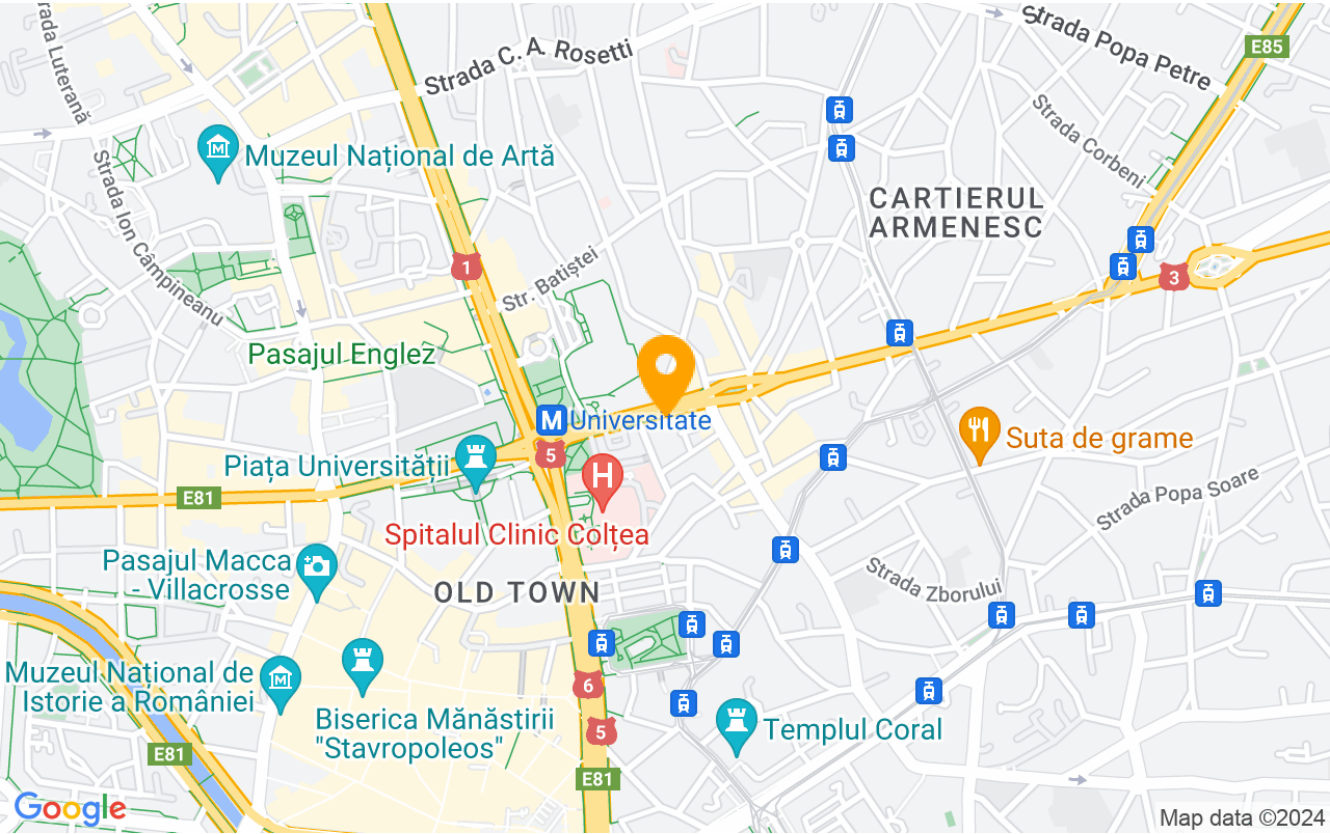 Strada Luterană
Strada C. A. Rosetti
Strada Popa Petre
E85
Strada Corbeni
Muzeul Național de Artă
Strada Ion Câmpineanu
CARTIERUL
ARMENESC
1
Str. Batiștei
3
Pasajul Englez
M
Universitate
5
Suta de grame
Piața Universității
H
E81
Strada Popa Soare
Spitalul Clinic Colțea
Pasajul Macca
- Villacrosse
OLD TOWN
Strada Zborului
Muzeul Național de
Istorie a României
6
Biserica Mănăstirii
"Stavropoleos"
5
Templul Coral
E81
E81
Google
Map data ©2024